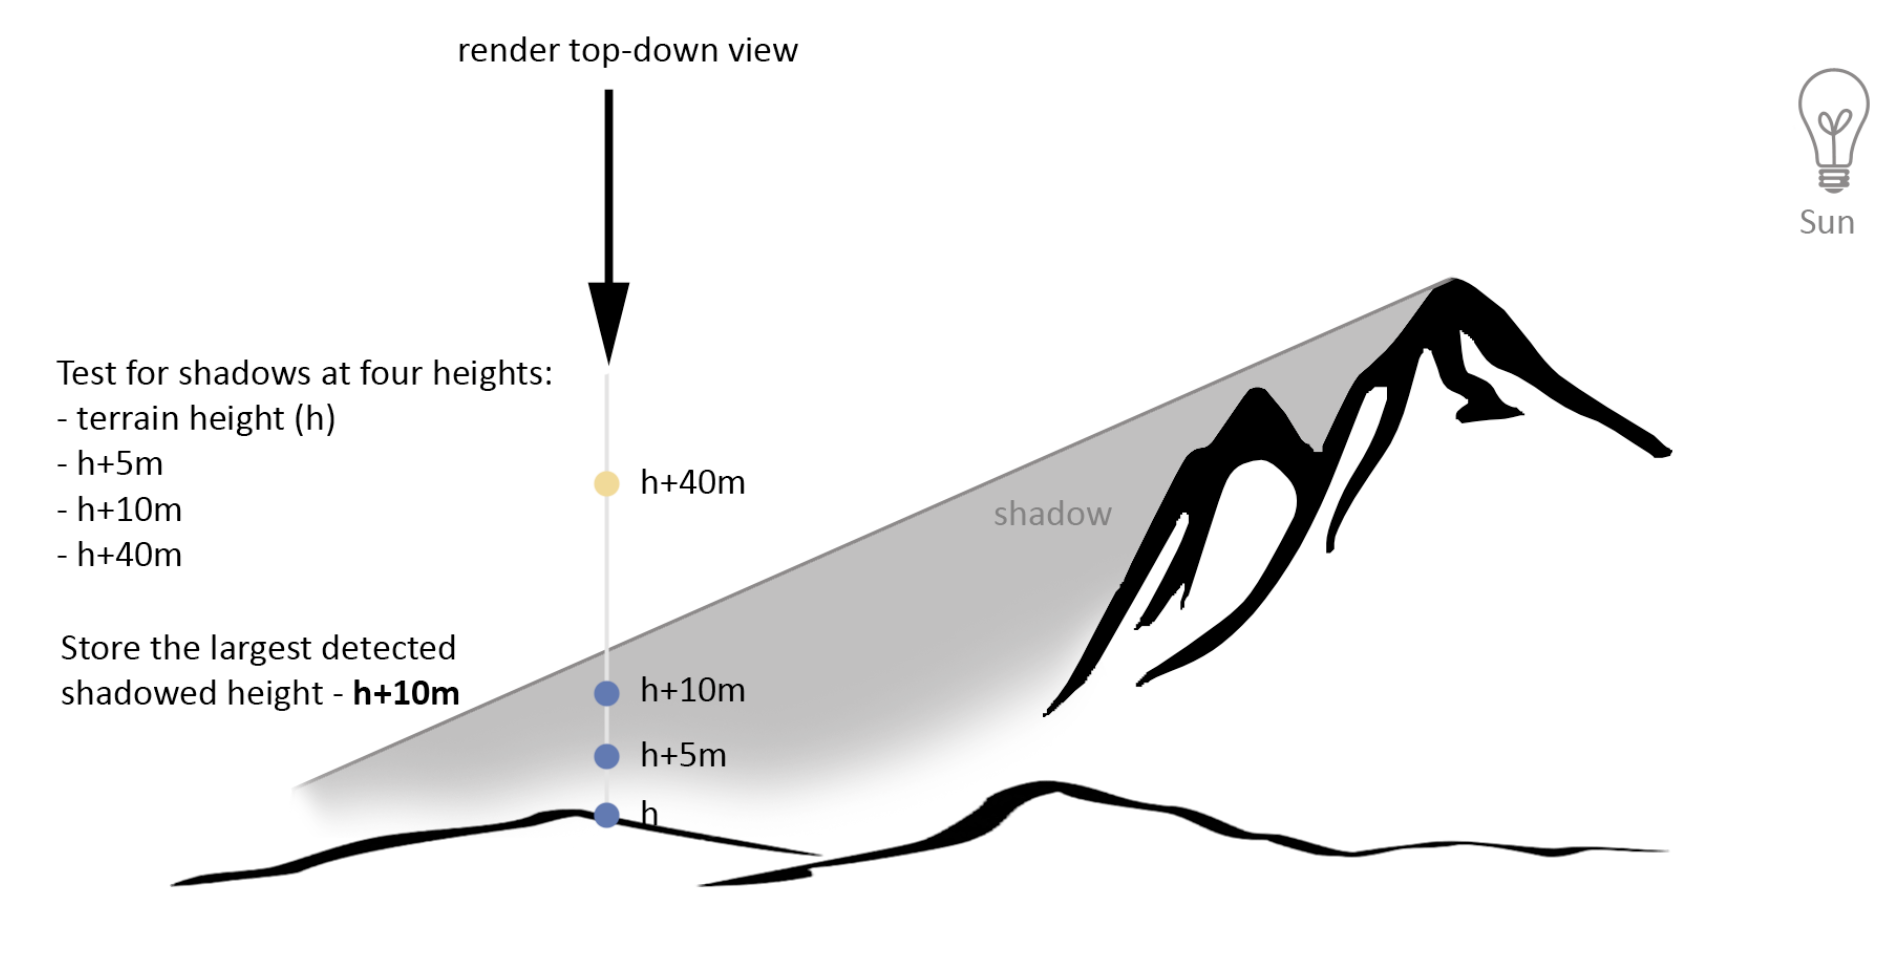 render top-down view
Sun
Test for shadows at four heights:
- terrain height (h)
- h+5m
- h+10m
- h+40m
h+40m
shadow
Store the largest detected
shadowed height - h+10m
h+10m
h+5m
h